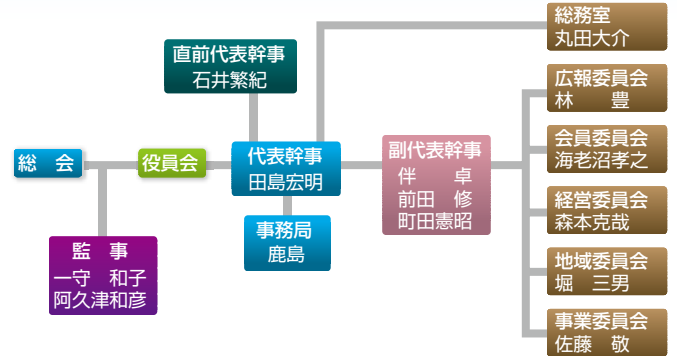 総務室
丸田大介
直前代表幹事
石井繁紀
広報委員会
林　　豊
会員委員会
海老沼孝之
総　会
役員会
代表幹事
田島宏明
副代表幹事
伴　　卓
前田　修
町田憲昭
経営委員会
森本克哉
事務局
鹿島
監　事
一守　和子
阿久津和彦
地域委員会
堀　三男
事業委員会
佐藤　敬